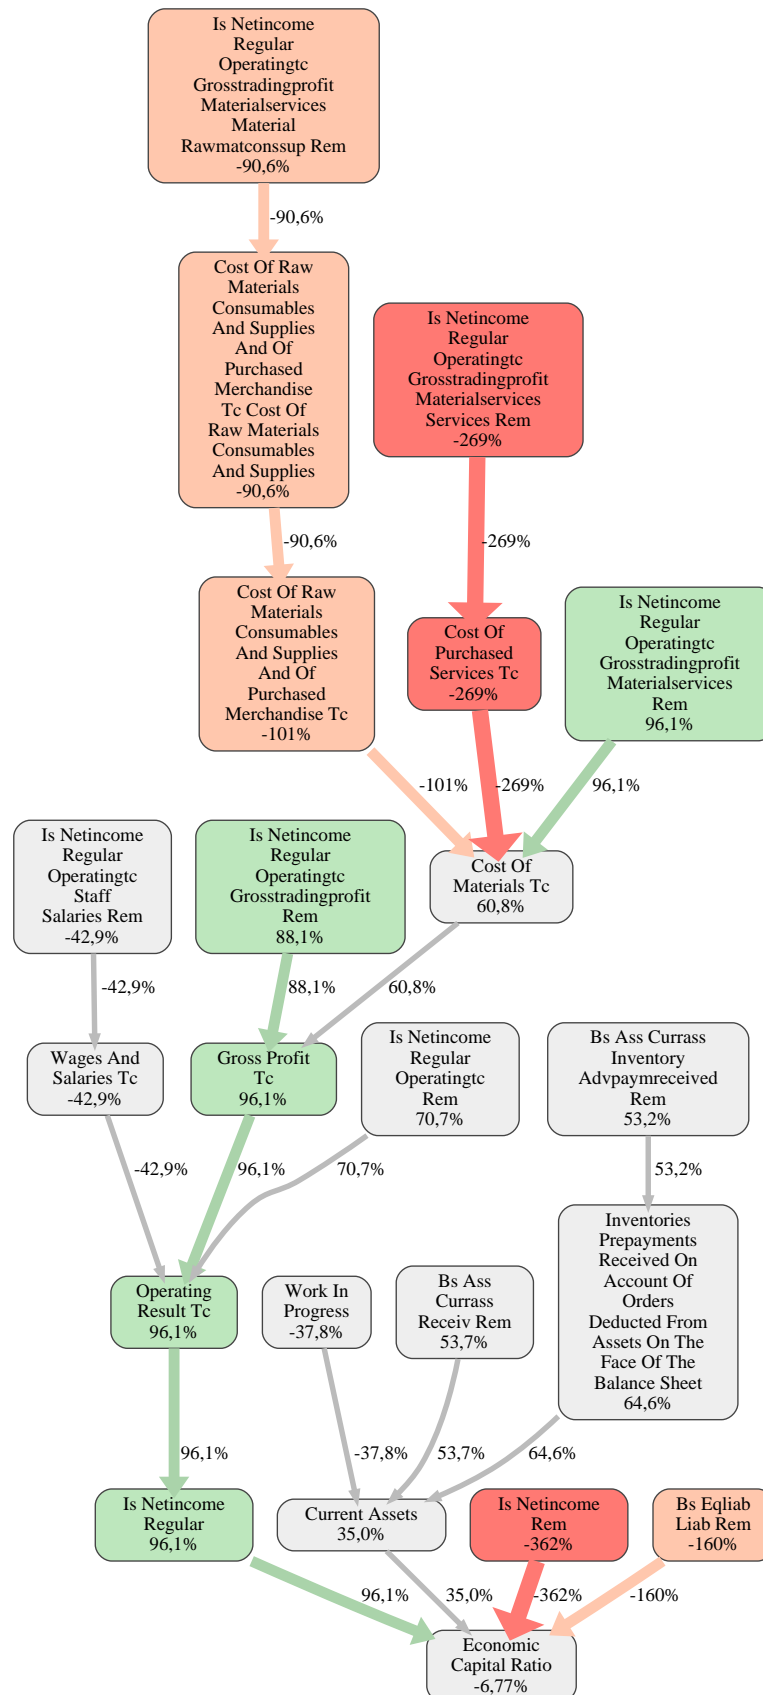 Is Netincome
Regular
Operatingtc
Grosstradingprofit
Materialservices
Material
Rawmatconssup Rem
-90,6%
-90,6%
Cost Of Raw
Materials
Consumables
And Supplies
And Of
Purchased
Merchandise
Tc Cost Of
Raw Materials
Consumables
And Supplies
-90,6%
Is Netincome
Regular
Operatingtc
Grosstradingprofit
Materialservices
Services Rem
-269%
-90,6%
-269%
Cost Of Raw
Materials
Consumables
And Supplies
And Of
Purchased
Merchandise Tc
-101%
Cost Of
Purchased
Services Tc
-269%
Is Netincome
Regular
Operatingtc
Grosstradingprofit
Materialservices
Rem
96,1%
-101%
-269%
96,1%
Is Netincome
Regular
Operatingtc
Staff
Salaries Rem
-42,9%
Is Netincome
Regular
Operatingtc
Grosstradingprofit
Rem
88,1%
Cost Of
Materials Tc
60,8%
-42,9%
88,1%
60,8%
Wages And
Salaries Tc
-42,9%
Gross Profit
Tc
96,1%
Is Netincome
Regular
Operatingtc
Rem
70,7%
Bs Ass Currass
Inventory
Advpaymreceived
Rem
53,2%
-42,9%
96,1%
70,7%
53,2%
Operating
Result Tc
96,1%
Work In
Progress
-37,8%
Bs Ass
Currass
Receiv Rem
53,7%
Inventories
Prepayments
Received On
Account Of
Orders
Deducted From
Assets On The
Face Of The
Balance Sheet
64,6%
96,1%
-37,8%
53,7%
64,6%
Is Netincome
Regular
96,1%
Current Assets
35,0%
Is Netincome
Rem
-362%
Bs Eqliab
Liab Rem
-160%
96,1%
35,0%
-362%
-160%
Economic
Capital Ratio
-6,77%